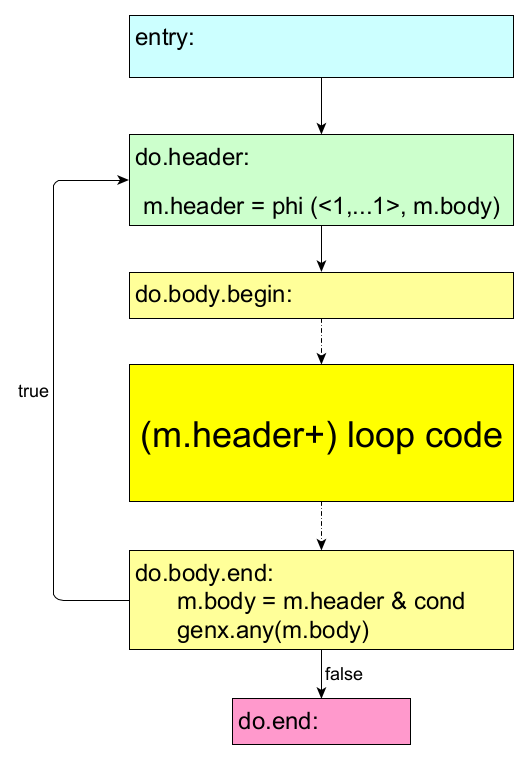 entry:
do.header:
m.header = phi (<1,...1>, m.body)
do.body.begin:
true
(m.header+) loop code
do.body.end:
m.body = m.header & cond
genx.any(m.body)
false
do.end: